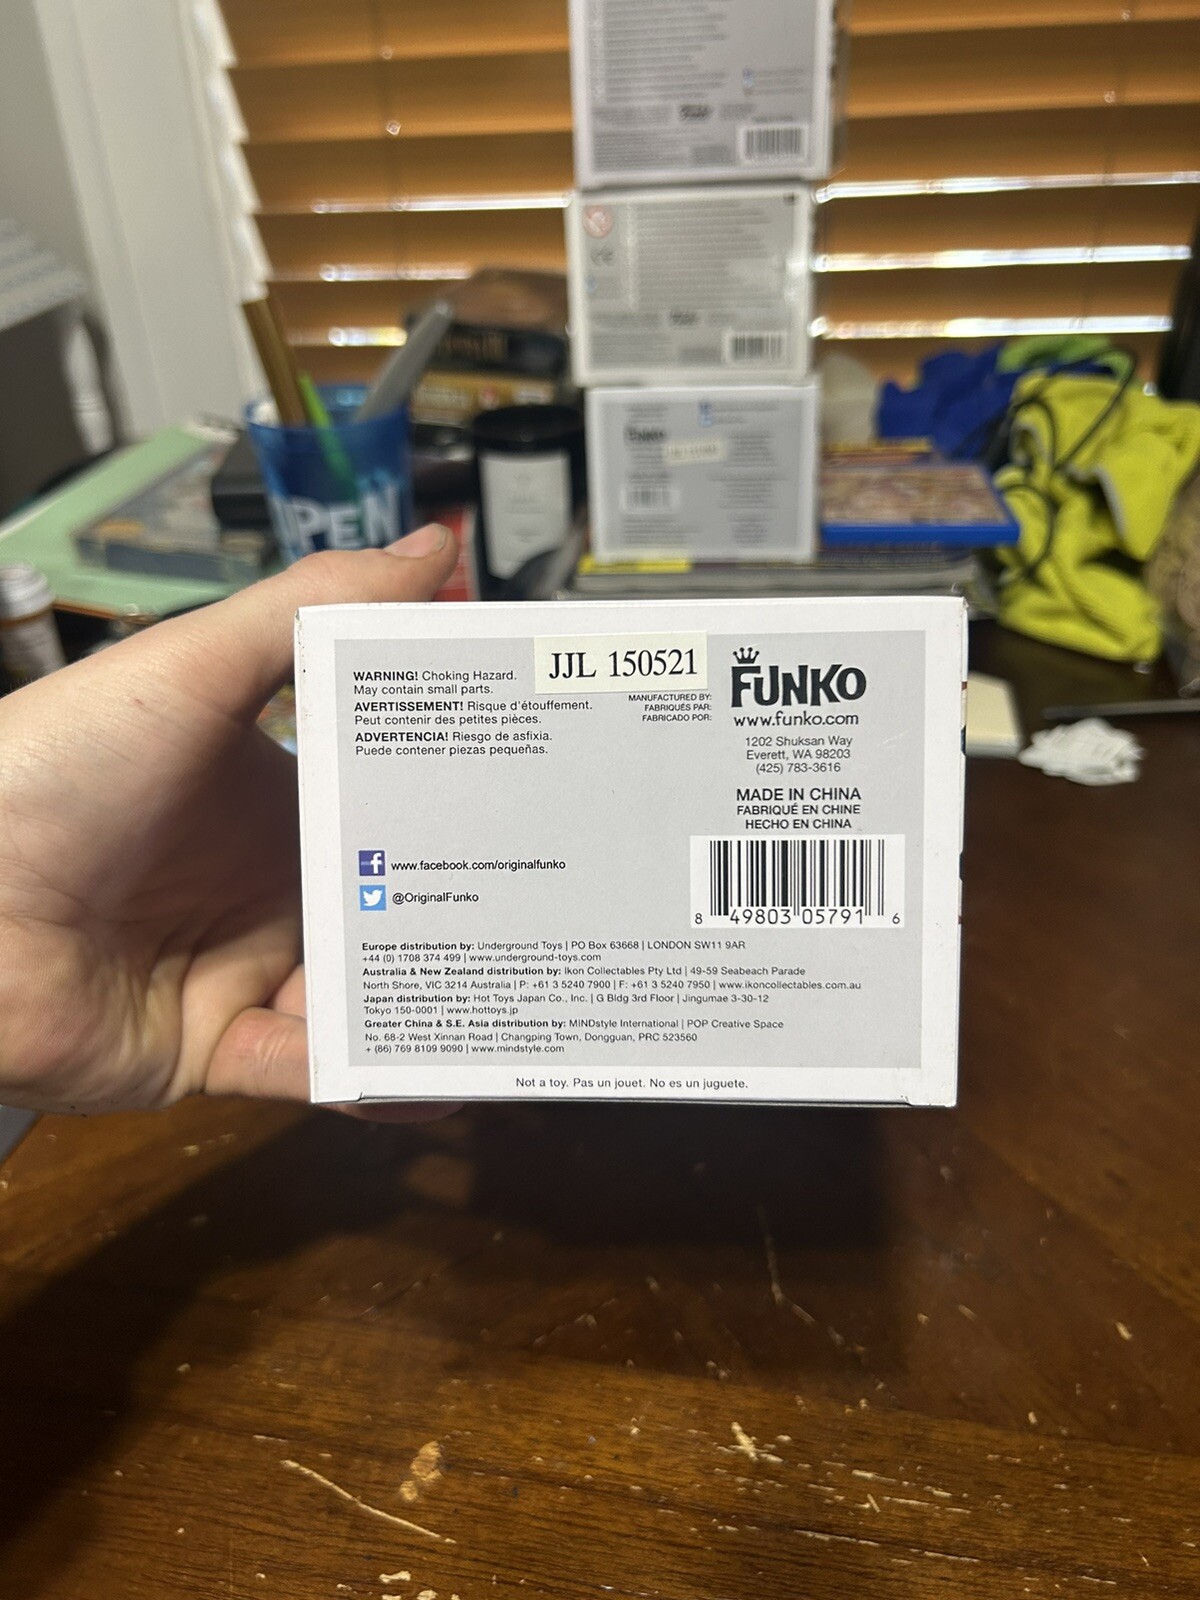 JJL 150521
WARNING! Choking Hazard.
May contain small parts.
AVERTISSEMENT! Risque d'étouffement.
Peut contenir des petites pièces.
ADVERTENCIA! Riesgo de asfixia.
Puede contener piezas pequeñas.
MANUFACTURED BY:
FABRIQUÉS PAR:
FABRICADO POR:
FUNKO
www.funko.com
1202 Shuksan Way
Everett, WA 98203
(425) 783-3616
MADE IN CHINA
FABRIQUÉ EN CHINE
HECHO EN CHINA
www.facebook.com/originalfunko
@OriginalFunko
8 49803 05791 6
Europe distribution by: Underground Toys | PO Box 63668 | LONDON SW11 9AR
+44 (0) 1708 374 499 | www.underground-toys.com
Australia & New Zealand distribution by: Ikon Collectables Pty Ltd | 49-59 Seabeach Parade
North Shore, VIC 3214 Australia | P: +61 3 5240 7900 | F: +61 3 5240 7950 | www.ikoncollectables.com.au
Japan distribution by: Hot Toys Japan Co., Inc. | G Bldg 3rd Floor | Jingumae 3-30-12
Tokyo 150-0001 | www.hottoys.jp
Greater China & S.E. Asia distribution by: MINDstyle International | POP Creative Space
No. 68-2 West Xinnan Road | Changping Town, Dongguan, PRC 523560
+ (86) 769 8109 9090 | www.mindstyle.com
Not a toy. Pas un jouet. No es un juguete.